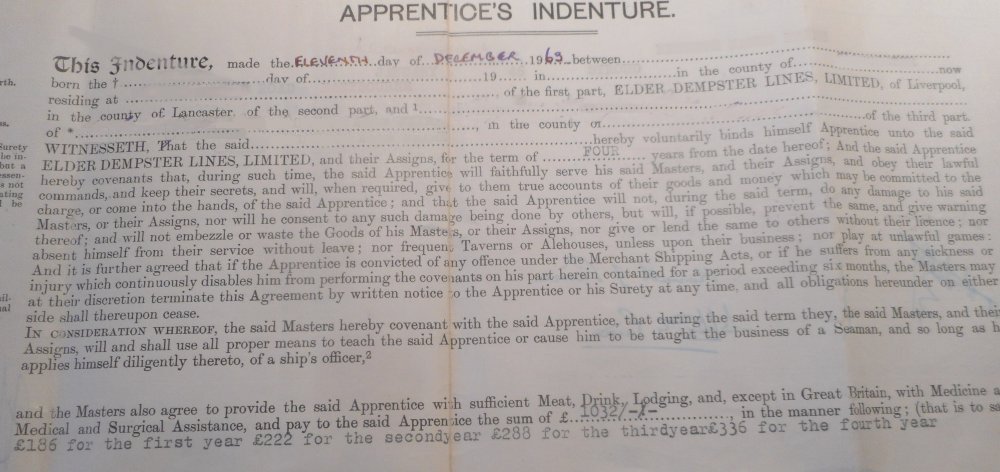 APPRENTICE'S INDENTURE.
This Indenture, made the ELEVENTH day of DECEMBER 1963 between
born the † day of 19 in in the county of now
residing at , of the first part, ELDER DEMPSTER LINES, LIMITED, of Liverpool,
in the county of Lancaster of the second part, and 1
of * , in the county of of the third part.
WITNESSETH, That the said hereby voluntarily binds himself Apprentice unto the said
ELDER DEMPSTER LINES, LIMITED, and their Assigns, for the term of FOUR years from the date hereof; And the said Apprentice
hereby covenants that, during such time, the said Apprentice will faithfully serve his said Masters, and their Assigns, and obey their lawful
commands, and keep their secrets, and will, when required, give to them true accounts of their goods and money which may be committed to the
charge, or come into the hands, of the said Apprentice; and that the said Apprentice will not, during the said term, do any damage to his said
Masters, or their Assigns, nor will he consent to any such damage being done by others, but will, if possible, prevent the same, and give warning
thereof; and will not embezzle or waste the Goods of his Masters, or their Assigns, nor give or lend the same to others without their licence; nor
absent himself from their service without leave; nor frequent Taverns or Alehouses, unless upon their business; nor play at unlawful games:
And it is further agreed that if the Apprentice is convicted of any offence under the Merchant Shipping Acts, or if he suffers from any sickness or
injury which continuously disables him from performing the covenants on his part herein contained for a period exceeding six months, the Masters may
at their discretion terminate this Agreement by written notice to the Apprentice or his Surety at any time, and all obligations hereunder on either
side shall thereupon cease.
IN CONSIDERATION WHEREOF, the said Masters hereby covenant with the said Apprentice, that during the said term they, the said Masters, and their
Assigns, will and shall use all proper means to teach the said Apprentice or cause him to be taught the business of a Seaman, and so long as h
applies himself diligently thereto, of a ship's officer,2
and the Masters also agree to provide the said Apprentice with sufficient Meat, Drink, Lodging, and, except in Great Britain, with Medicine a
Medical and Surgical Assistance, and pay to the said Apprentice the sum of £ 1032/-/- , in the manner following; (that is to sa
£186 for the first year £222 for the secondyear £288 for the thirdyear£336 for the fourth year